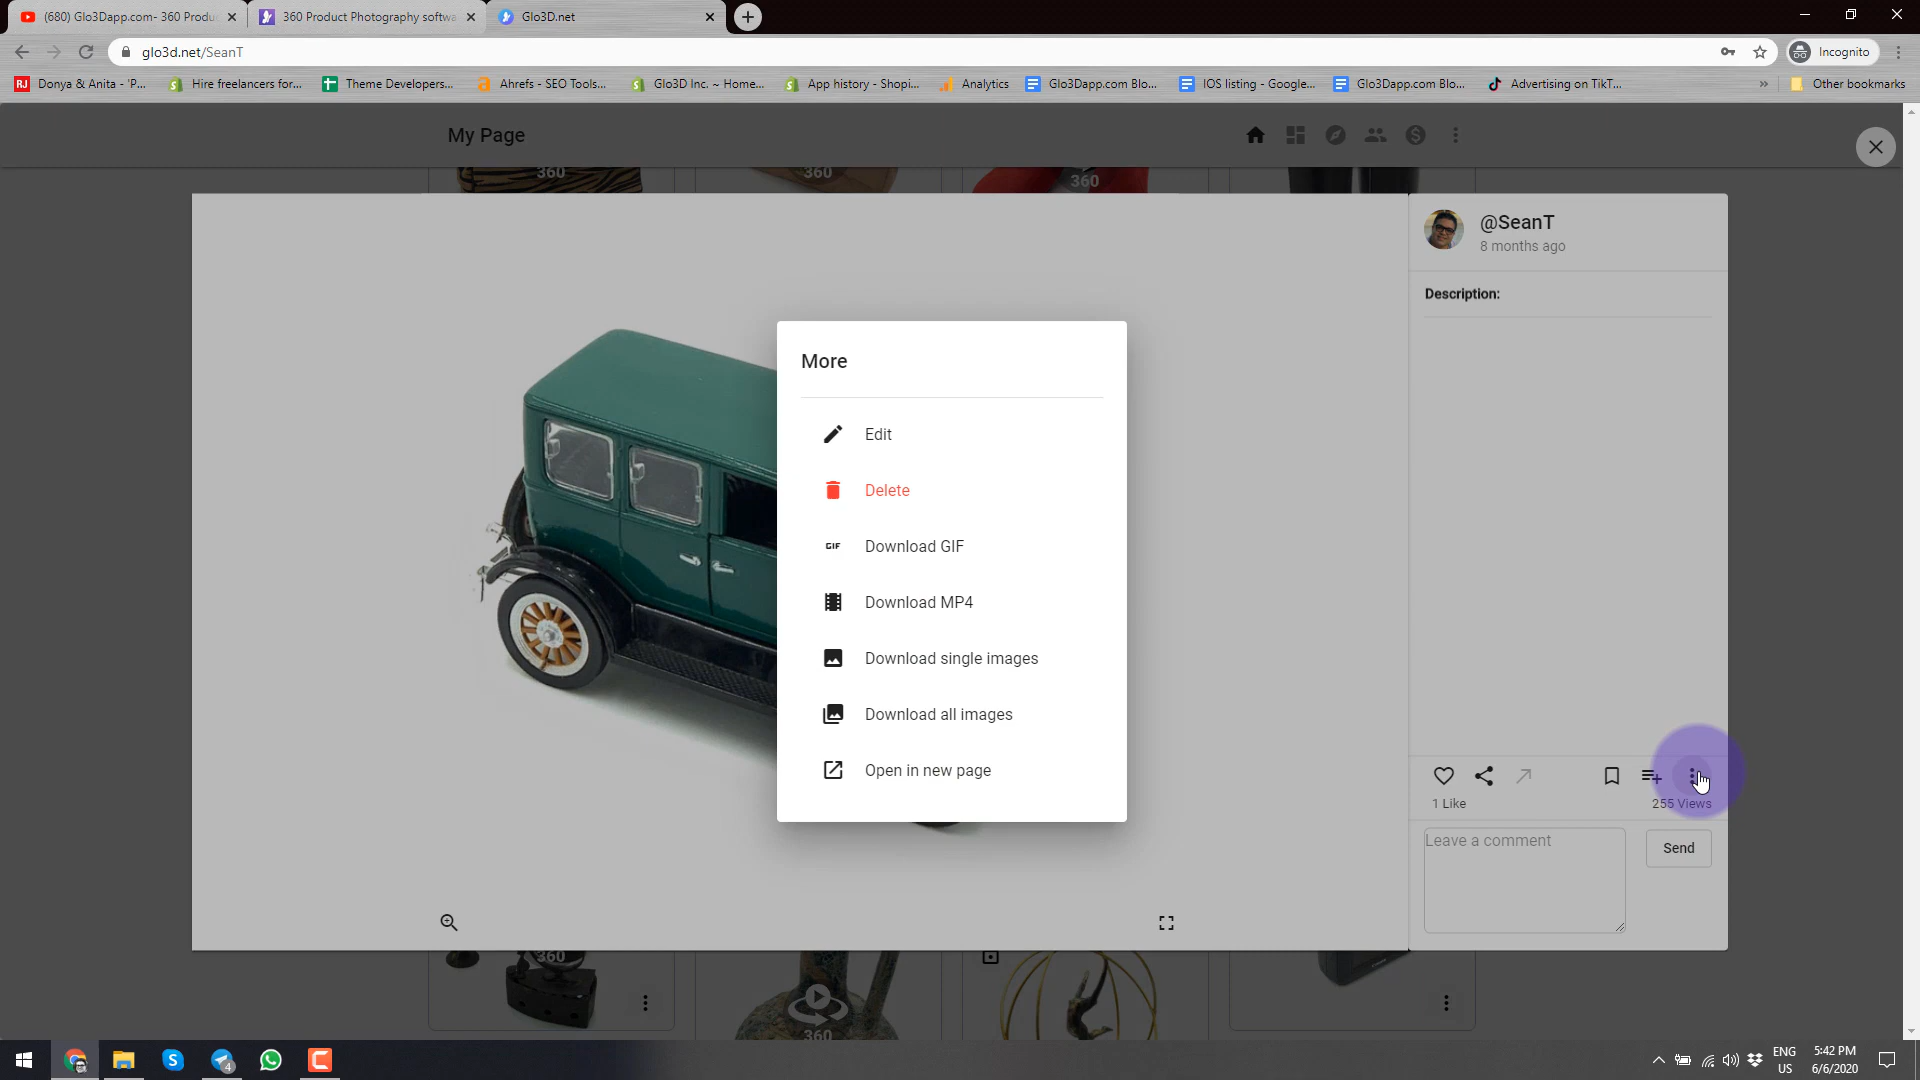 (680) Glo3Dapp.com- 360 Produ
360 Product Photography softwa
Glo3D.net
glo3d.net/SeanT
Incognito
RJ Donya & Anita - 'P...
Hire freelancers for...
Theme Developers...
Ahrefs - SEO Tools...
Glo3D Inc. ~ Home...
App history - Shopi...
Analytics
Glo3Dapp.com Blo...
IOS listing - Google...
Glo3Dapp.com Blo...
Advertising on TikT...
»
Other bookmarks
My Page
360
360
360
@SeanT
8 months ago
Description:
More
Edit
Delete
GIF Download GIF
Download MP4
Download single images
Download all images
Open in new page
1 Like
255 Views
Leave a comment
Send
360
360
4
ENG
US
5:42 PM
6/6/2020